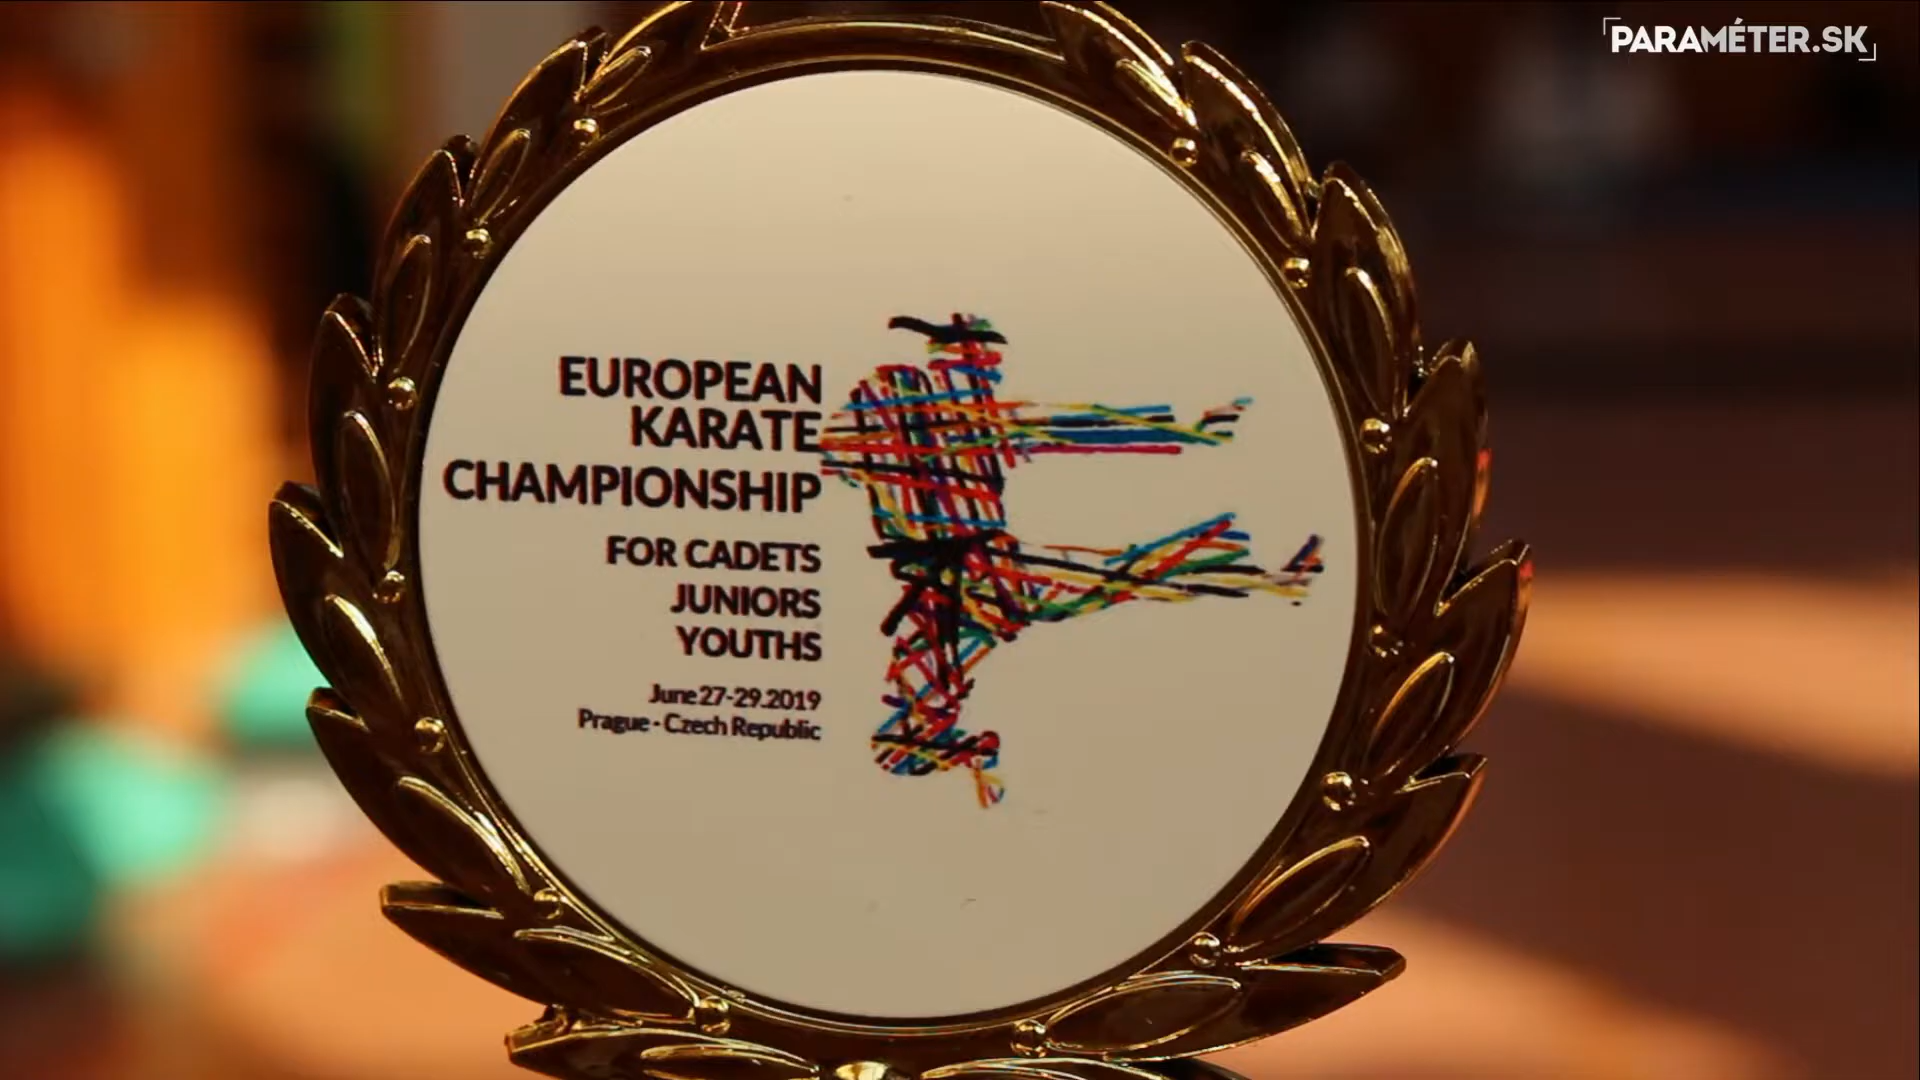 PARAMÉTER.SK
EUROPEAN
KARATE
CHAMPIONSHIP
FOR CADETS
JUNIORS
YOUTHS
June 27-29.2019
Prague · Czech Republic